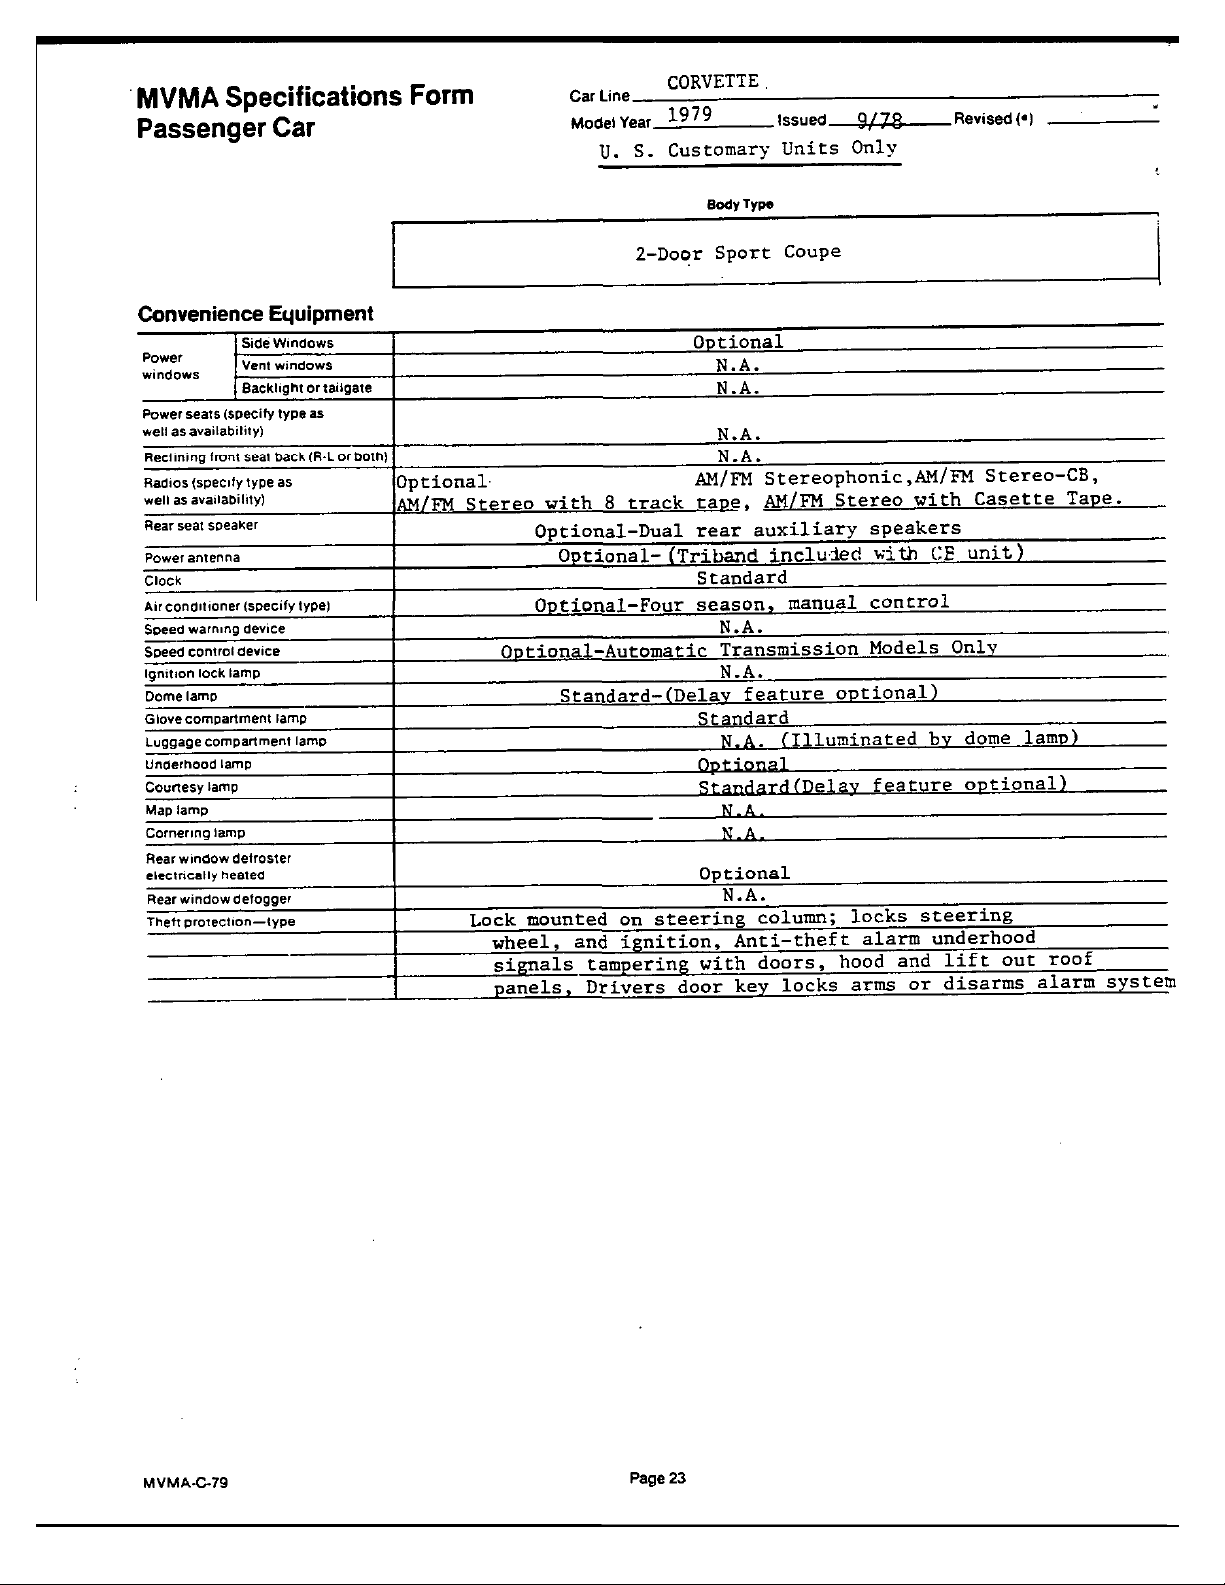 MVMA Specifications Form
Passenger Car
Car Line CORVETTE
Model Year 1979 Issued 9/78 Revised (•)
U. S. Customary Units Only
Body Type
2-Door Sport Coupe
Convenience Equipment
Power windows Side Windows Optional
Vent windows N.A.
Backlight or tailgate N.A.
Power seats (specify type as
well as availability) N.A.
Reclining front seat back (R-L or both) N.A.
Radios (specify type as Optional AM/FM Stereophonic,AM/FM Stereo-CB,
well as availability) AM/FM Stereo with 8 track tape, AM/FM Stereo with Casette Tape.
Rear seat speaker Optional-Dual rear auxiliary speakers
Power antenna Optional- (Triband included with CB unit)
Clock Standard
Air conditioner (specify type) Optional-Four season, manual control
Speed warning device N.A.
Speed control device Optional-Automatic Transmission Models Only
Ignition lock lamp N.A.
Dome lamp Standard-(Delay feature optional)
Glove compartment lamp Standard
Luggage compartment lamp N.A. (Illuminated by dome lamp)
Underhood lamp Optional
Courtesy lamp Standard(Delay feature optional)
Map lamp N.A.
Cornering lamp N.A.
Rear window defroster
electrically heated Optional
Rear window defogger N.A.
Theft protection—type Lock mounted on steering column; locks steering
wheel, and ignition, Anti-theft alarm underhood
signals tampering with doors, hood and lift out roof
panels, Drivers door key locks arms or disarms alarm system
MVMA-C-79 Page 23